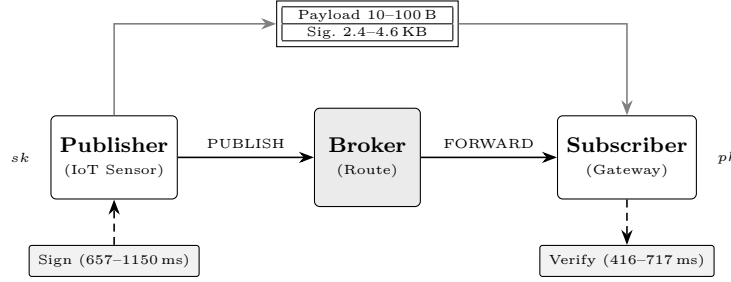 Payload 10–100 B
Sig. 2.4–4.6 KB
Publisher
(IoT Sensor)
PUBLISH
Broker
(Route)
FORWARD
Subscriber
(Gateway)
sk
Sign (657–1150 ms)
Verify (416–717 ms)